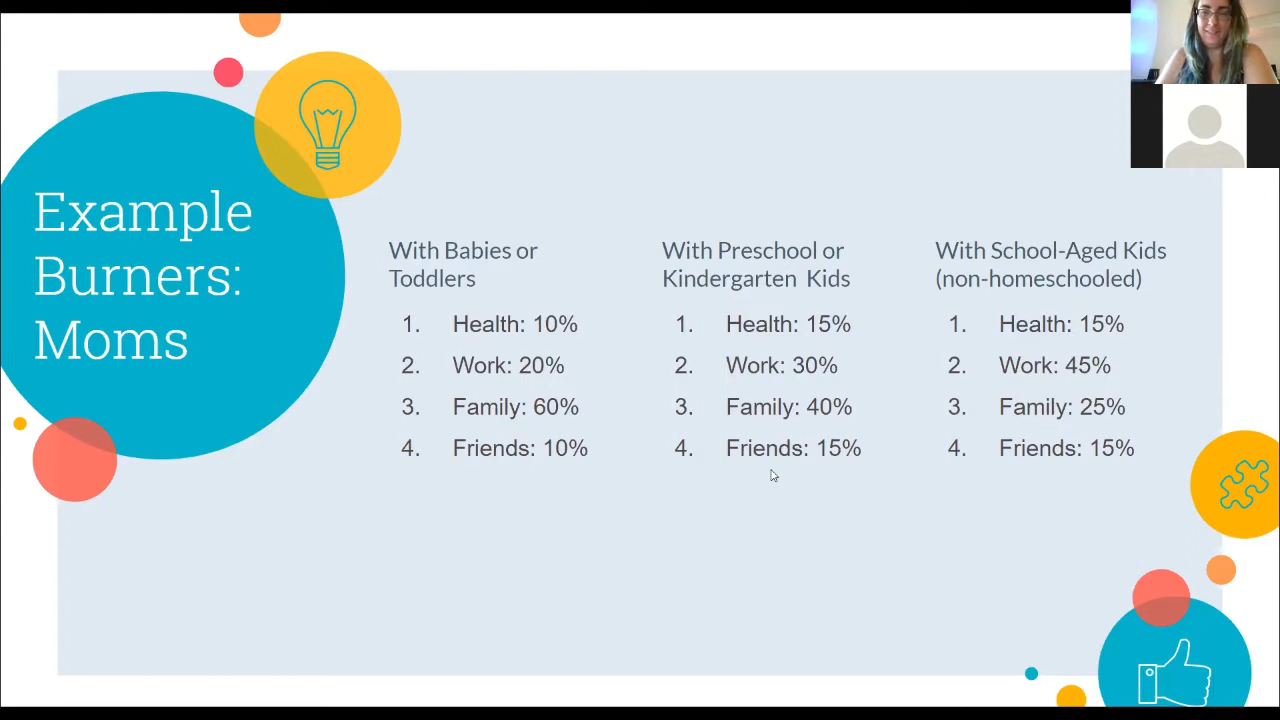 Example
Burners:
Moms
With Babies or
Toddlers
1. Health: 10%
2. Work: 20%
3. Family: 60%
4. Friends: 10%
With Preschool or
Kindergarten Kids
1. Health: 15%
2. Work: 30%
3. Family: 40%
4. Friends: 15%
With School-Aged Kids
(non-homeschooled)
1. Health: 15%
2. Work: 45%
3. Family: 25%
4. Friends: 15%